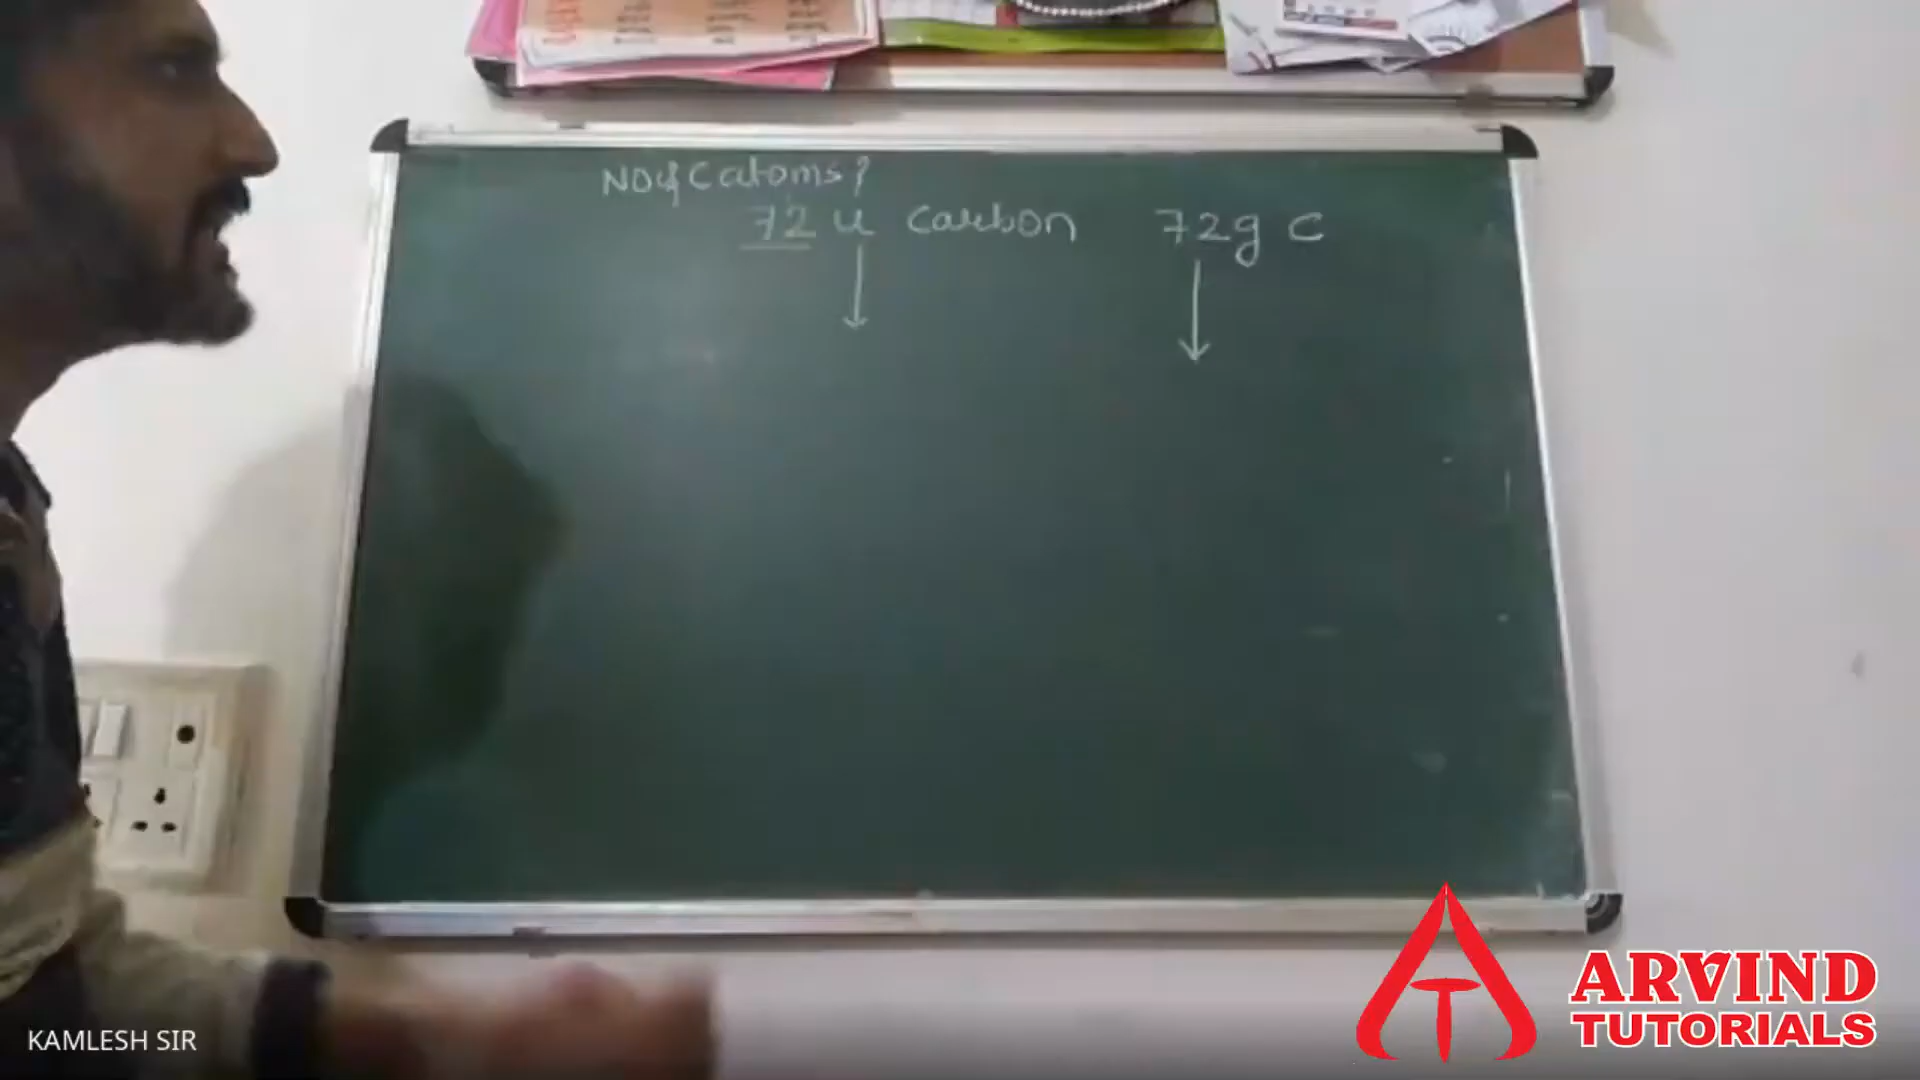 No of C atoms?
72 u carbon 72g C
KAMLESH SIR
ARVIND
TUTORIALS